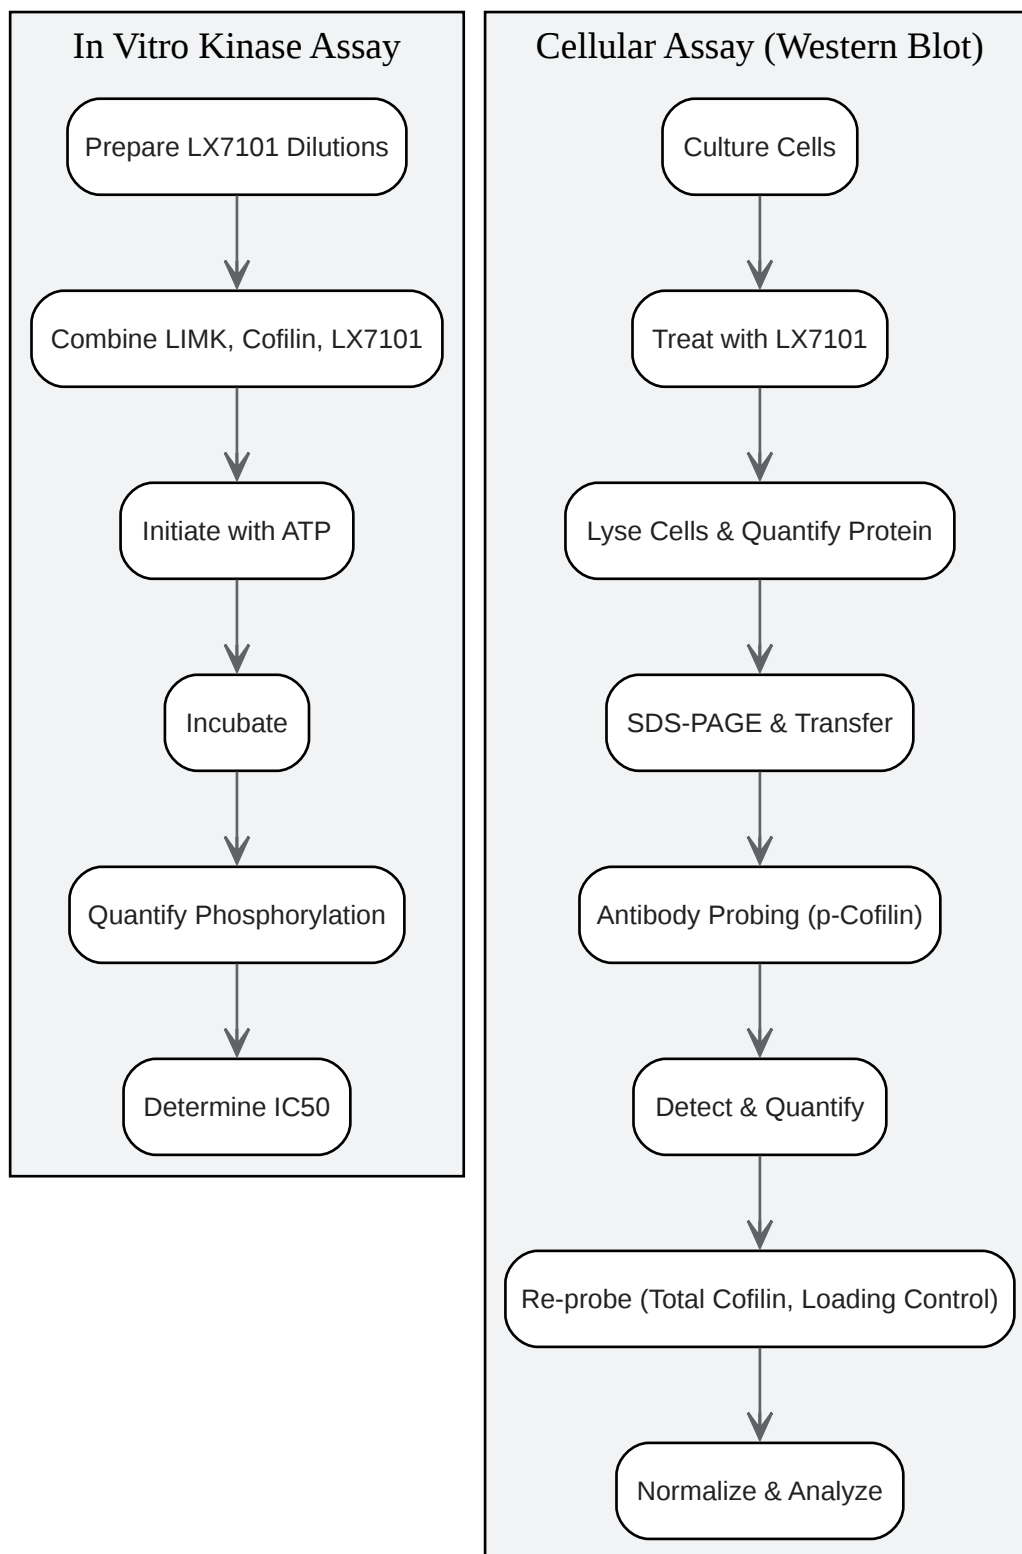 In Vitro Kinase Assay
Prepare LX7101 Dilutions
Combine LIMK, Cofilin, LX7101
Initiate with ATP
Incubate
Quantify Phosphorylation
Determine IC50
Cellular Assay (Western Blot)
Culture Cells
Treat with LX7101
Lyse Cells & Quantify Protein
SDS-PAGE & Transfer
Antibody Probing (p-Cofilin)
Detect & Quantify
Re-probe (Total Cofilin, Loading Control)
Normalize & Analyze